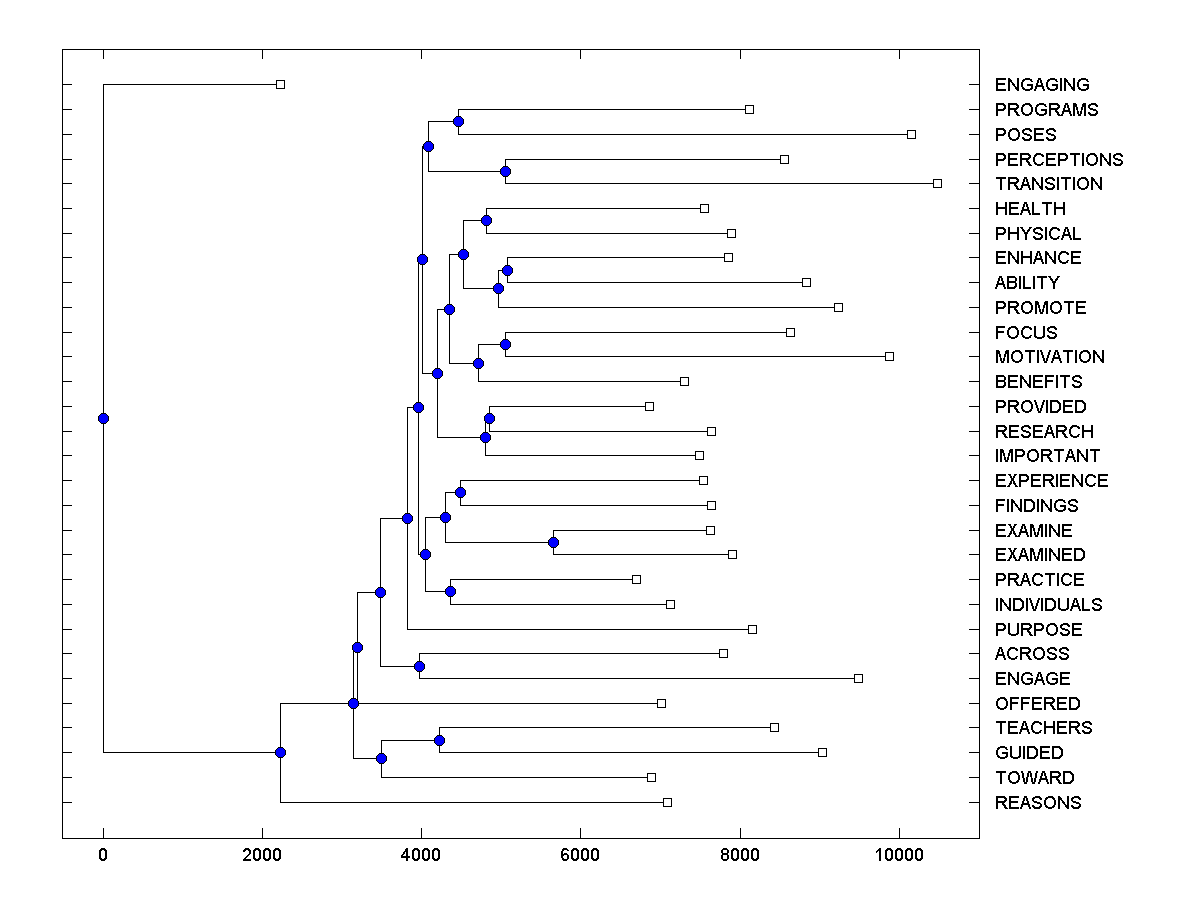 ENGAGING
PROGRAMS
POSES
PERCEPTIONS
TRANSITION
HEALTH
PHYSICAL
ENHANCE
ABILITY
PROMOTE
FOCUS
MOTIVATION
BENEFITS
PROVIDED
RESEARCH
IMPORTANT
EXPERIENCE
FINDINGS
EXAMINE
EXAMINED
PRACTICE
INDIVIDUALS
PURPOSE
ACROSS
ENGAGE
OFFERED
TEACHERS
GUIDED
TOWARD
REASONS
0 2000 4000 6000 8000 10000